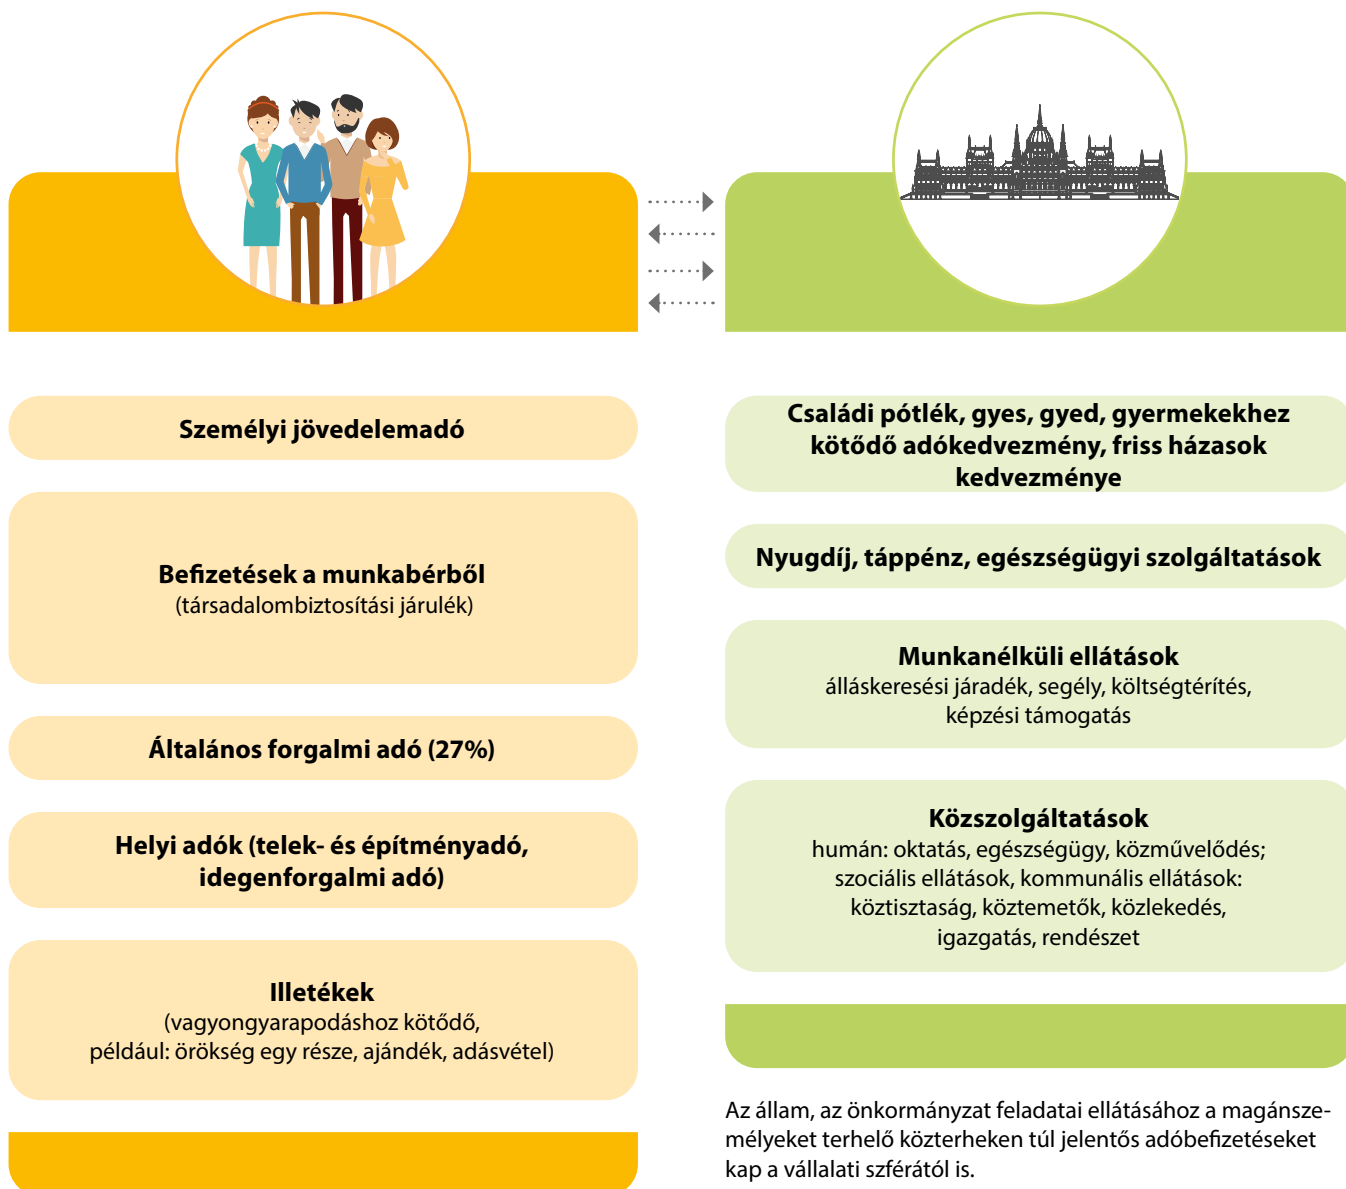 Személyi jövedelemadó
Befizetések a munkabérből
(társadalombiztosítási járulék)
Általános forgalmi adó (27%)
Helyi adók (telek- és építményadó,
idegenforgalmi adó)
Illetékek
(vagyongyarapodáshoz kötődő,
például: örökség egy része, ajándék, adásvétel)
Családi pótlék, gyes, gyed, gyermekekhez
kötődő adókedvezmény, friss házasok
kedvezménye
Nyugdíj, táppénz, egészségügyi szolgáltatások
Munkanélküli ellátások
álláskeresési járadék, segély, költségtérítés,
képzési támogatás
Közszolgáltatások
humán: oktatás, egészségügy, közművelődés;
szociális ellátások, kommunális ellátások:
köztisztaság, köztemetők, közlekedés,
igazgatás, rendészet
Az állam, az önkormányzat feladatai ellátásához a magánsze-
mélyeket terhelő közterheken túl jelentős adóbefizetéseket
kap a vállalati szférától is.